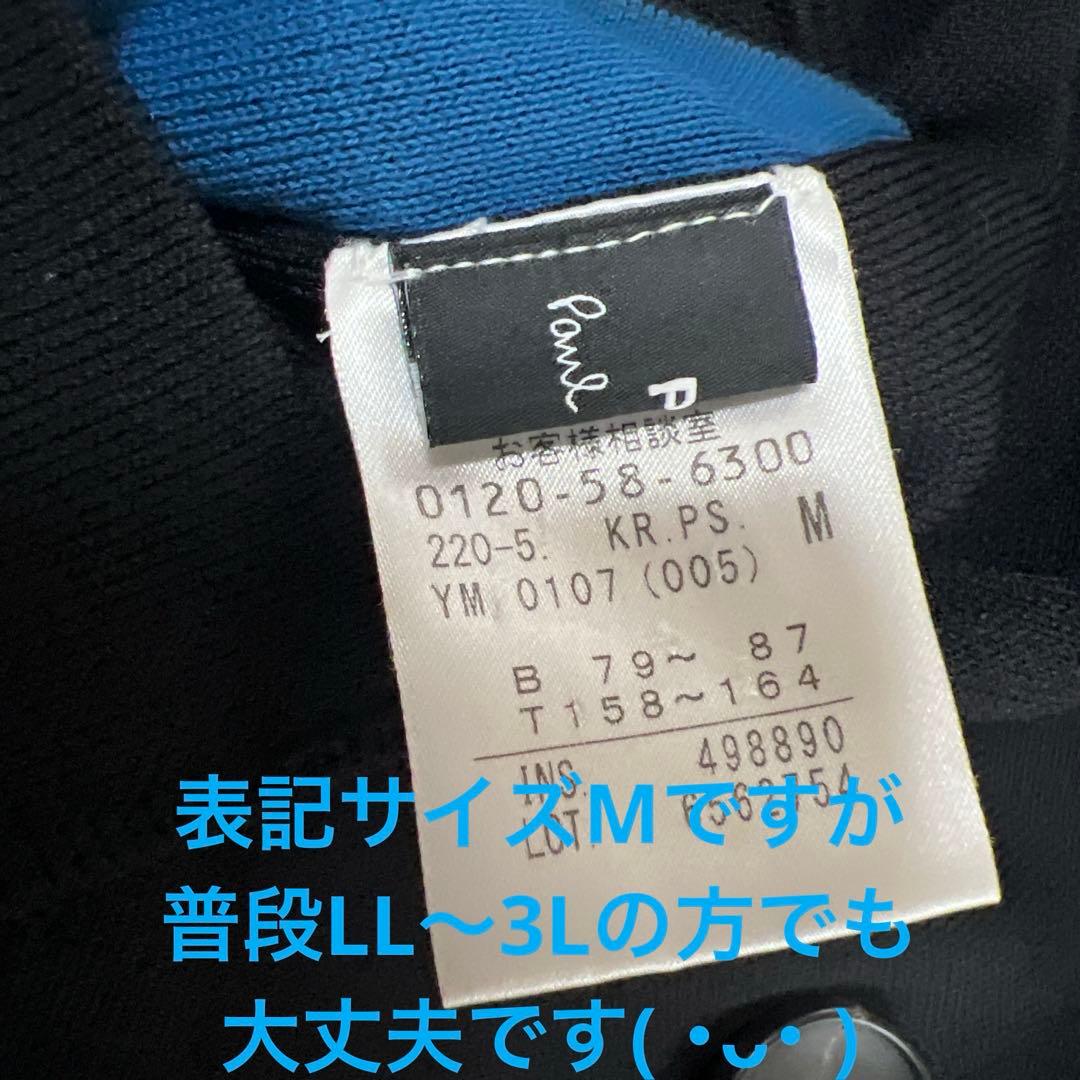 Paul
P
お客様相談室
0120-58-6300
220-5. KR.PS. M
YM, 0107 (005)
B 79~ 87
T158~164
INS. 498890
LOT
表記サイズMですが
普段LL〜3Lの方でも
大丈夫です( ･ᴗ･ )